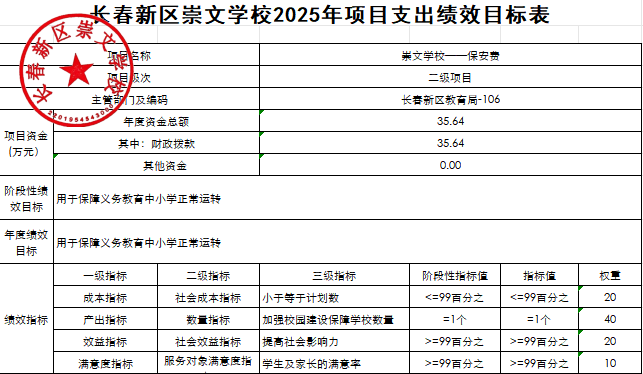 长春新区崇文学校2025年项目支出绩效目标表
长春新区崇文学校
项目名称 崇文学校——保安费
项目级次 二级项目
主管部门及编码 长春新区教育局-106
项目资金（万元） 年度资金总额 35.64
其中：财政拨款 35.64
其他资金 0.00
阶段性绩效目标 用于保障义务教育中小学正常运转
年度绩效目标 用于保障义务教育中小学正常运转
绩效指标 一级指标 二级指标 三级指标 阶段性指标值 指标值 权重
成本指标 社会成本指标 小于等于计划数 <=99百分之 <=99百分之 20
产出指标 数量指标 加强校园建设保障学校数量 =1个 =1个 40
效益指标 社会效益指标 提高社会影响力 >=99百分之 >=99百分之 20
满意度指标 服务对象满意度指 学生及家长的满意率 >=99百分之 >=99百分之 10